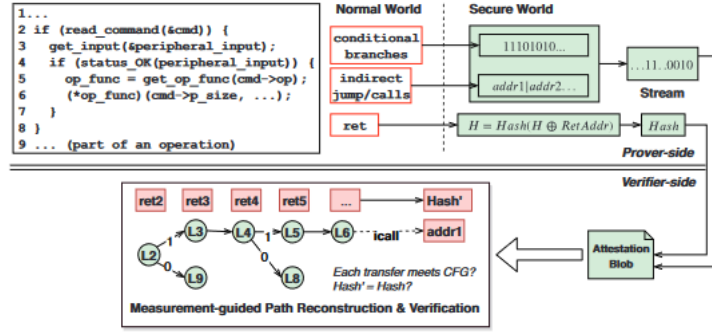 1...
2 if (read_command(&cmd)) {
3 get_input(&peripheral_input);
4 if (status_OK(peripheral_input)) {
5 op_func = get_op_func(cmd->op);
6 (*op_func)(cmd->p_size, ...);
7 }
8 }
9 ... (part of an operation)
Normal World
Secure World
conditional
branches
11101010...
indirect
jump/calls
addr1|addr2...
...11..0010
Stream
ret
H = Hash(H ⊕ RetAddr)
Hash
Prover-side
Verifier-side
ret2
ret3
ret4
ret5
...
Hash'
L2
1
L3
L4
1
L5
L6
icall
addr1
0
L9
0
L8
Each transfer meets CFG?
Hash' = Hash?
Measurement-guided Path Reconstruction & Verification
Attestation
Blob